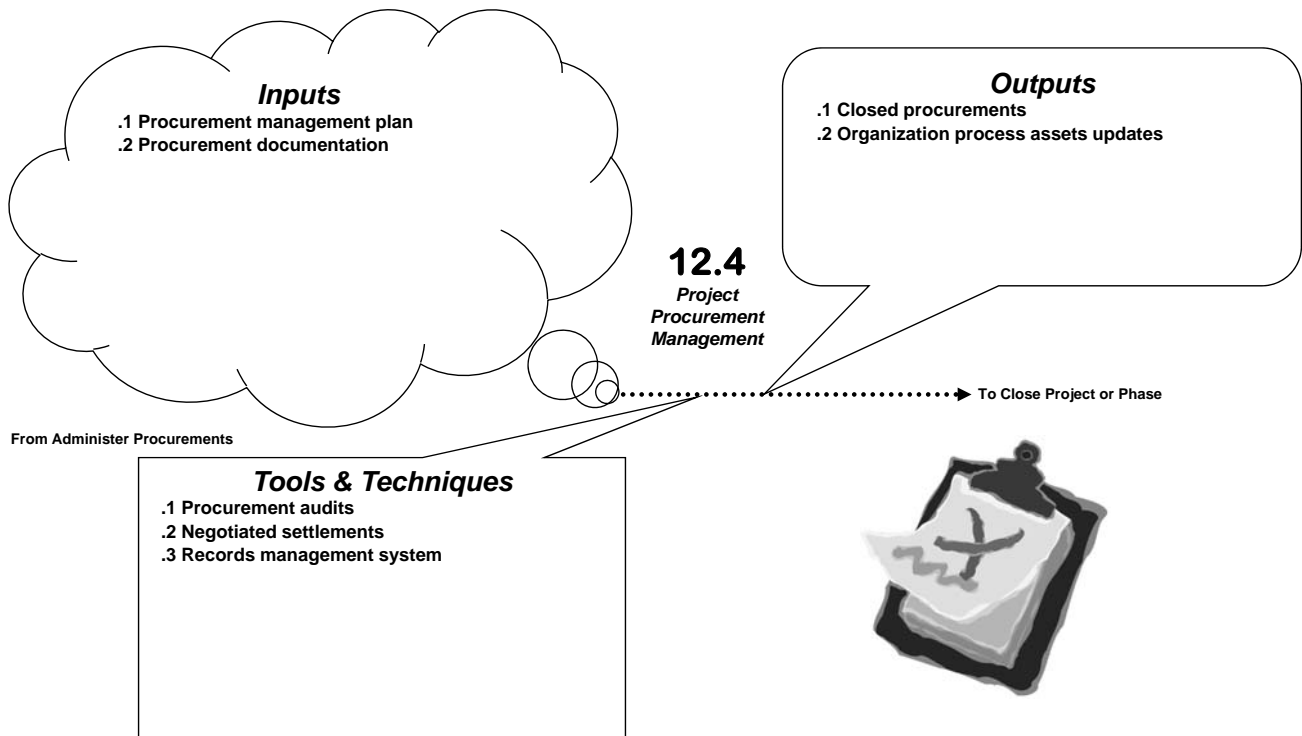 Inputs
.1 Procurement management plan
.2 Procurement documentation
Outputs
.1 Closed procurements
.2 Organization process assets updates
12.4
Project
Procurement
Management
To Close Project or Phase
From Administer Procurements
Tools & Techniques
.1 Procurement audits
.2 Negotiated settlements
.3 Records management system